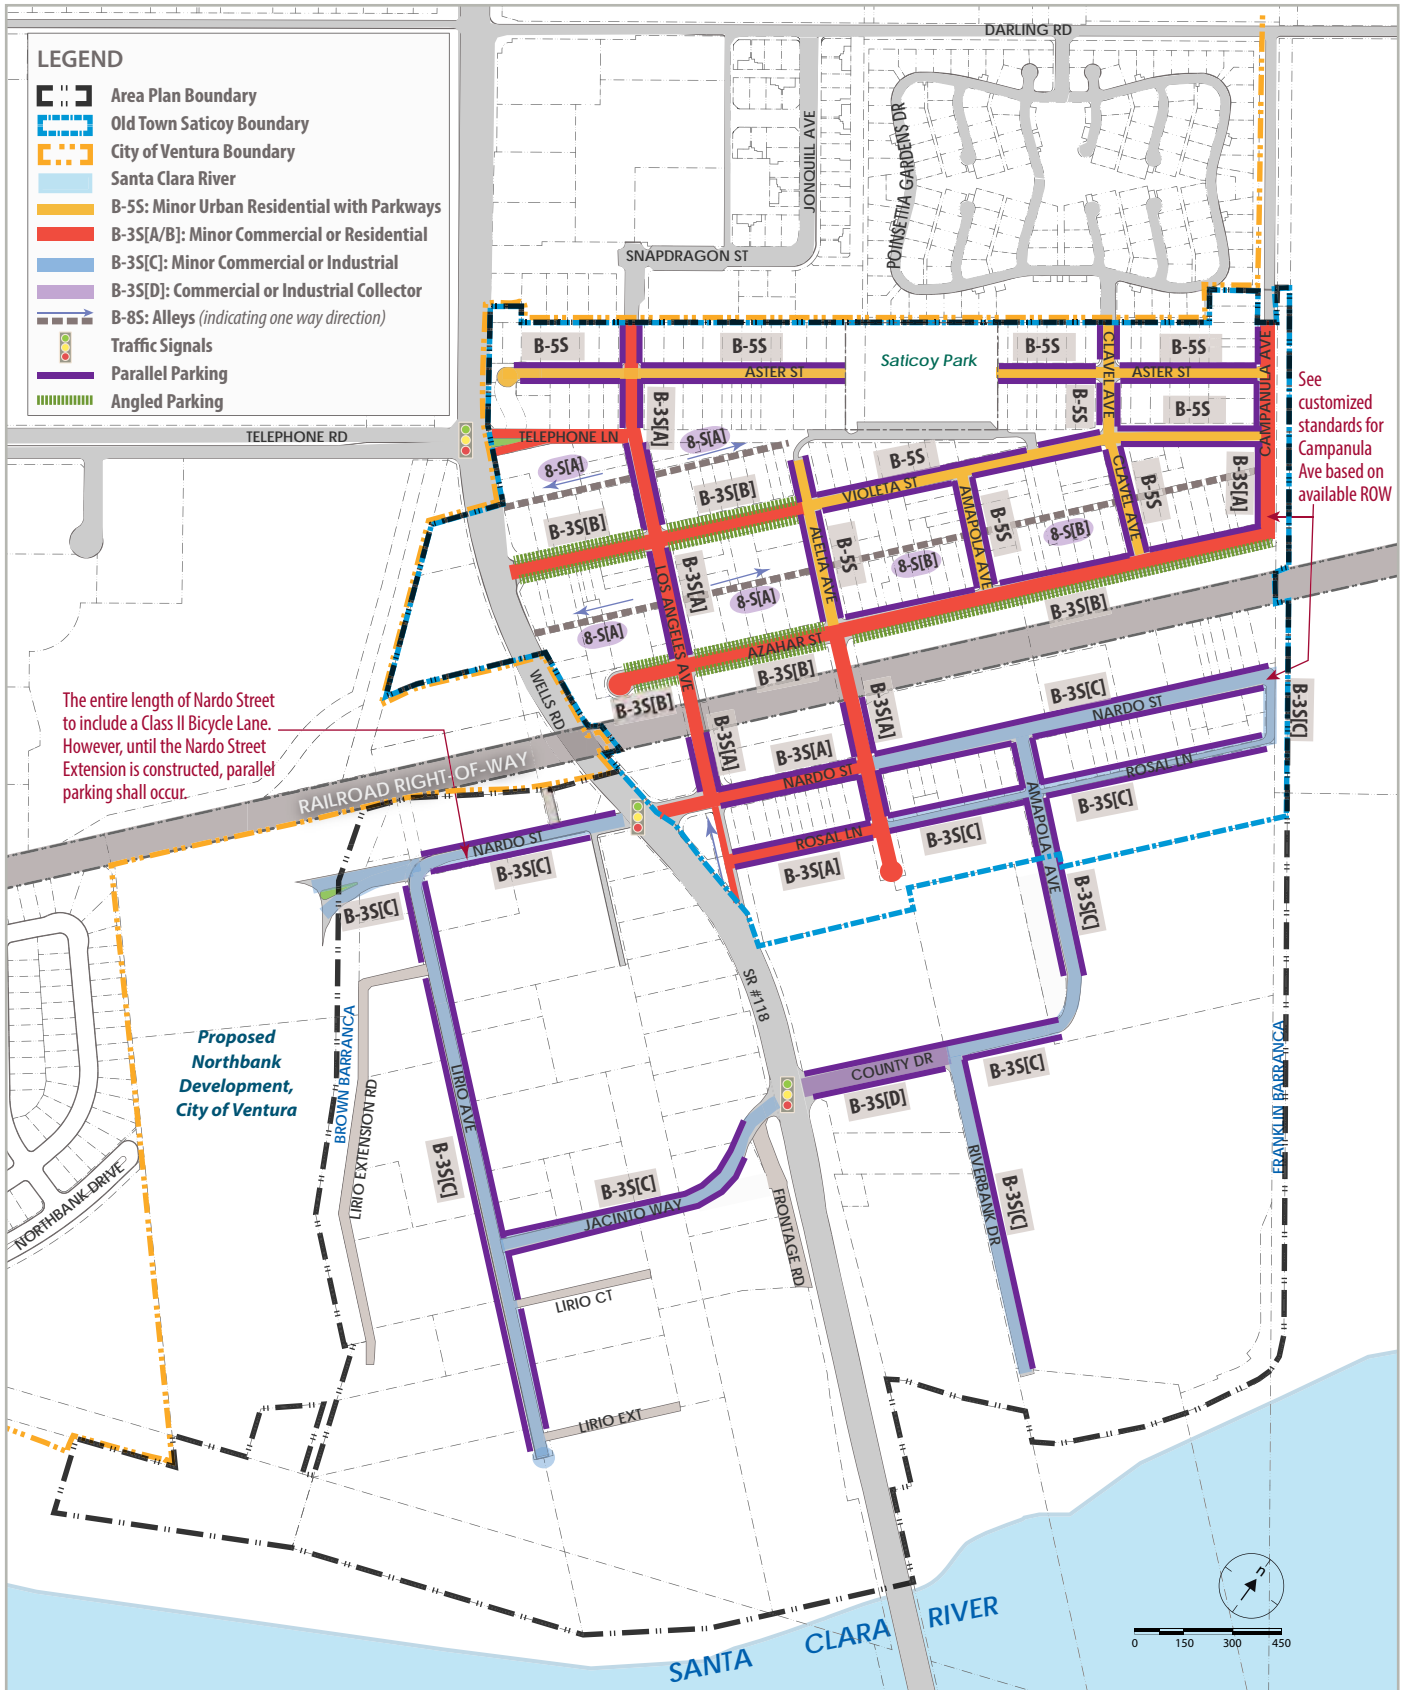 DARLING RD
LEGEND
Area Plan Boundary
Old Town Saticoy Boundary
City of Ventura Boundary
Santa Clara River
B-5S: Minor Urban Residential with Parkways
B-3S[A/B]: Minor Commercial or Residential
B-3S[C]: Minor Commercial or Industrial
B-3S[D]: Commercial or Industrial Collector
B-8S: Alleys (indicating one way direction)
Traffic Signals
Parallel Parking
Angled Parking
JONQUILL AVE
POINSETTIA GARDENS DR
SNAPDRAGON ST
B-5S
B-5S
Saticoy Park
B-5S
B-5S
CLAVEL AVE
CAMPANULA AVE
ASTER ST
ASTER ST
B-5S
B-5S
B-3S[A]
TELEPHONE RD
TELEPHONE LN
8-S[A]
8-S[A]
B-5S
See
customized
standards for
Campanula
Ave based on
available ROW
B-3S[B]
B-3S[B]
VIOLETA ST
AMAPOLA AVE
B-5S
CLAVEL AVE
B-5S
B-3S[A]
ALELIA AVE
B-5S
8-S[B]
8-S[B]
LOS ANGELES AVE
B-3S[A]
8-S[A]
8-S[A]
B-3S[B]
AZAHAR ST
B-3S[B]
B-3S[B]
WELLS RD
The entire length of Nardo Street
to include a Class II Bicycle Lane.
However, until the Nardo Street
Extension is constructed, parallel
parking shall occur.
B-3S[A]
B-3S[A]
B-3S[C]
NARDO ST
B-3S[C]
B-3S[A]
NARDO ST
RAILROAD RIGHT-OF-WAY
ROSAL LN
B-3S[C]
AMAPOLA AVE
ROSAL LN
B-3S[C]
B-3S[A]
NARDO ST
B-3S[C]
B-3S[C]
B-3S[C]
SR #118
Proposed
Northbank
Development,
City of Ventura
BROWN BARRANCA
LIRIO EXTENSION RD
LIRIO AVE
B-3S[C]
COUNTY DR
B-3S[D]
B-3S[C]
FRANKLIN BARRANCA
NORTHBANK DRIVE
B-3S[C]
JACINTO WAY
FRONTAGE RD
RIVERBANK DR
B-3S[C]
LIRIO CT
LIRIO EXT
n
SANTA CLARA RIVER
0 150 300 450